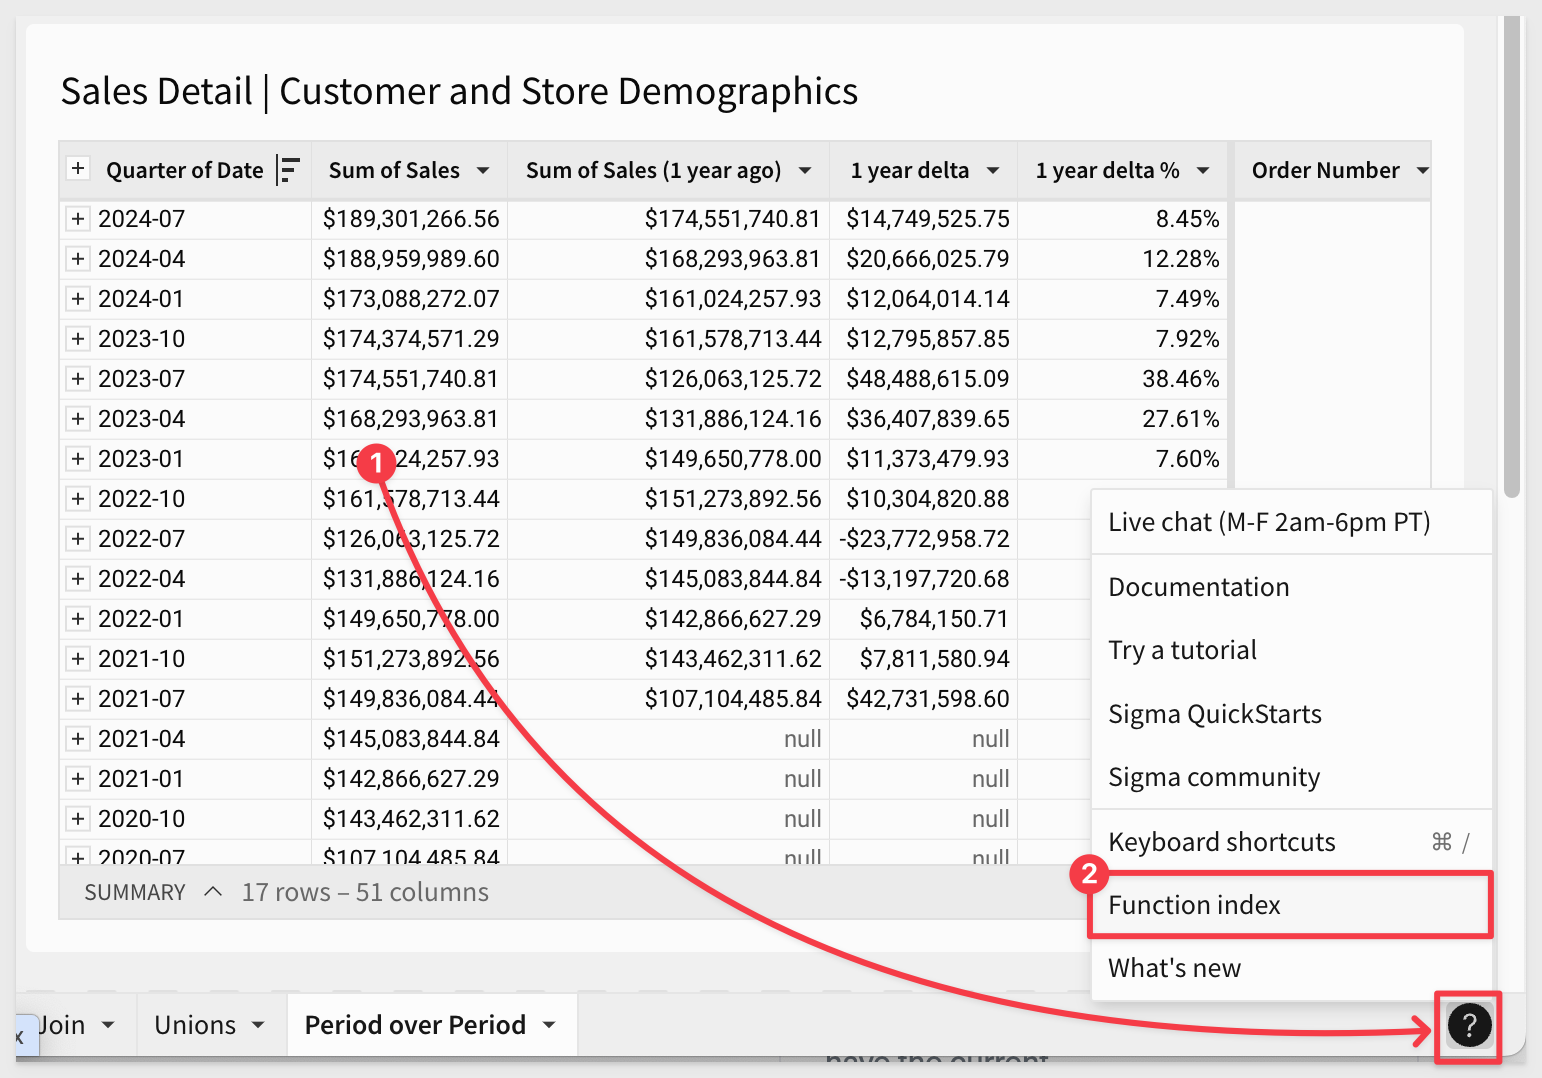 Sales Detail | Customer and Store Demographics
Quarter of Date Sum of Sales Sum of Sales (1 year ago) 1 year delta 1 year delta % Order Number
2024-07 $189,301,266.56 $174,551,740.81 $14,749,525.75 8.45%
2024-04 $188,959,989.60 $168,293,963.81 $20,666,025.79 12.28%
2024-01 $173,088,272.07 $161,024,257.93 $12,064,014.14 7.49%
2023-10 $174,374,571.29 $161,578,713.44 $12,795,857.85 7.92%
2023-07 $174,551,740.81 $126,063,125.72 $48,488,615.09 38.46%
2023-04 $168,293,963.81 $131,886,124.16 $36,407,839.65 27.61%
2023-01 1 $149,650,778.00 $11,373,479.93 7.60%
2022-10 $161,578,713.44 $151,273,892.56 $10,304,820.88
2022-07 $126,063,125.72 $149,836,084.44 -$23,772,958.72
2022-04 $131,886,124.16 $145,083,844.84 -$13,197,720.68
2022-01 $149,650,778.00 $142,866,627.29 $6,784,150.71
2021-10 $151,273,892.56 $143,462,311.62 $7,811,580.94
2021-07 $149,836,084.44 $107,104,485.84 $42,731,598.60
2021-04 $145,083,844.84 null null
2021-01 $142,866,627.29 null null
2020-10 $143,462,311.62 null null
2020-07 $107,104,485.84 null null
SUMMARY 17 rows – 51 columns
Live chat (M-F 2am-6pm PT)
Documentation
Try a tutorial
Sigma QuickStarts
Sigma community
Keyboard shortcuts ⌘ /
2
Function index
What's new
x Join Unions Period over Period ?
have the current